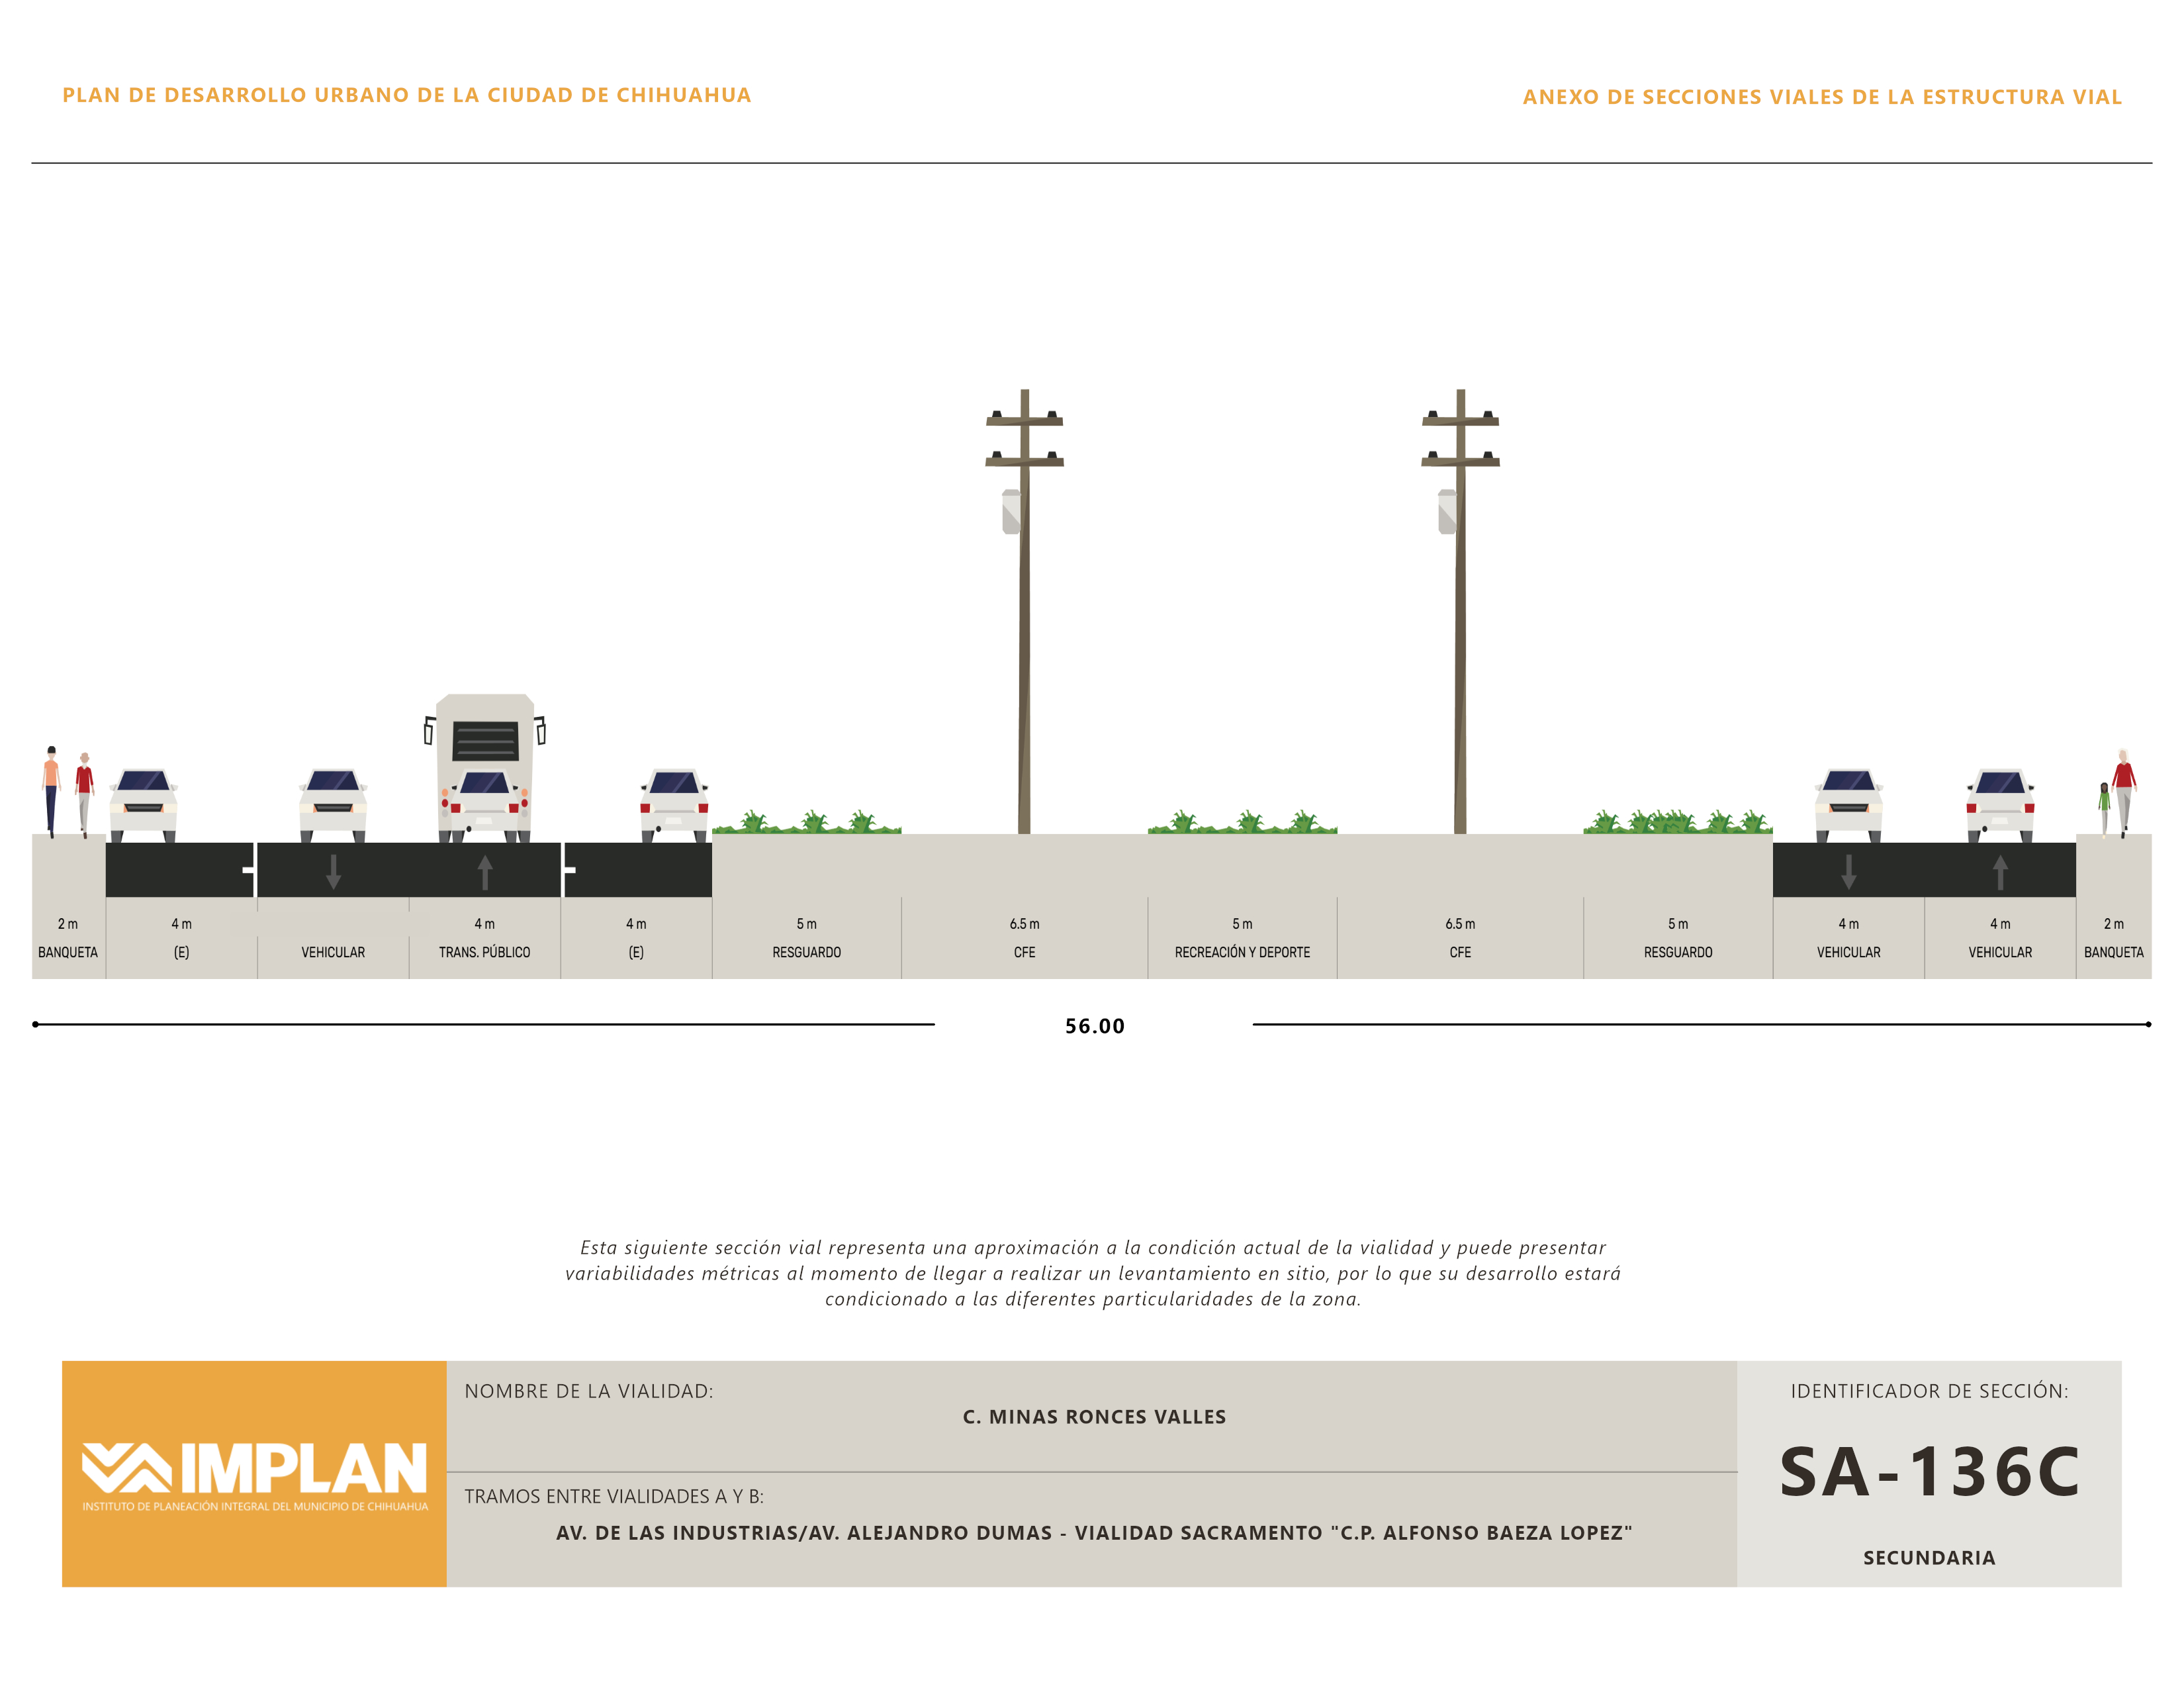 PLAN DE DESARROLLO URBANO DE LA CIUDAD DE CHIHUAHUA
ANEXO DE SECCIONES VIALES DE LA ESTRUCTURA VIAL
2 m 4 m 4 m 4 m 5 m 6.5 m 5 m 6.5 m 5 m 4 m 4 m 2 m
BANQUETA (E) VEHICULAR TRANS. PÚBLICO (E) RESGUARDO CFE RECREACIÓN Y DEPORTE CFE RESGUARDO VEHICULAR VEHICULAR BANQUETA
56.00
Esta siguiente sección vial representa una aproximación a la condición actual de la vialidad y puede presentar
variabilidades métricas al momento de llegar a realizar un levantamiento en sitio, por lo que su desarrollo estará
condicionado a las diferentes particularidades de la zona.
IMPLAN
INSTITUTO DE PLANEACIÓN INTEGRAL DEL MUNICIPIO DE CHIHUAHUA
NOMBRE DE LA VIALIDAD:
C. MINAS RONCES VALLES
TRAMOS ENTRE VIALIDADES A Y B:
AV. DE LAS INDUSTRIAS/AV. ALEJANDRO DUMAS - VIALIDAD SACRAMENTO "C.P. ALFONSO BAEZA LOPEZ"
IDENTIFICADOR DE SECCIÓN:
SA-136C
SECUNDARIA